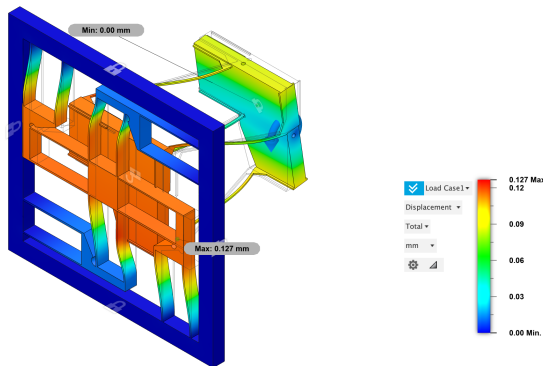 Min: 0.00 mm
Max: 0.127 mm
Load Case1
Displacement
Total
mm
0.127 Max
0.12
0.09
0.06
0.03
0.00 Min.